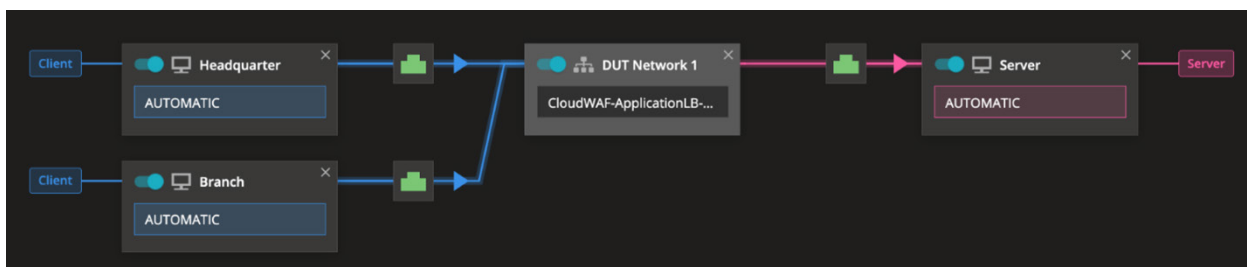 Client
Headquarter
AUTOMATIC
DUT Network 1
CloudWAF-ApplicationLB-...
Server
AUTOMATIC
Server
Client
Branch
AUTOMATIC